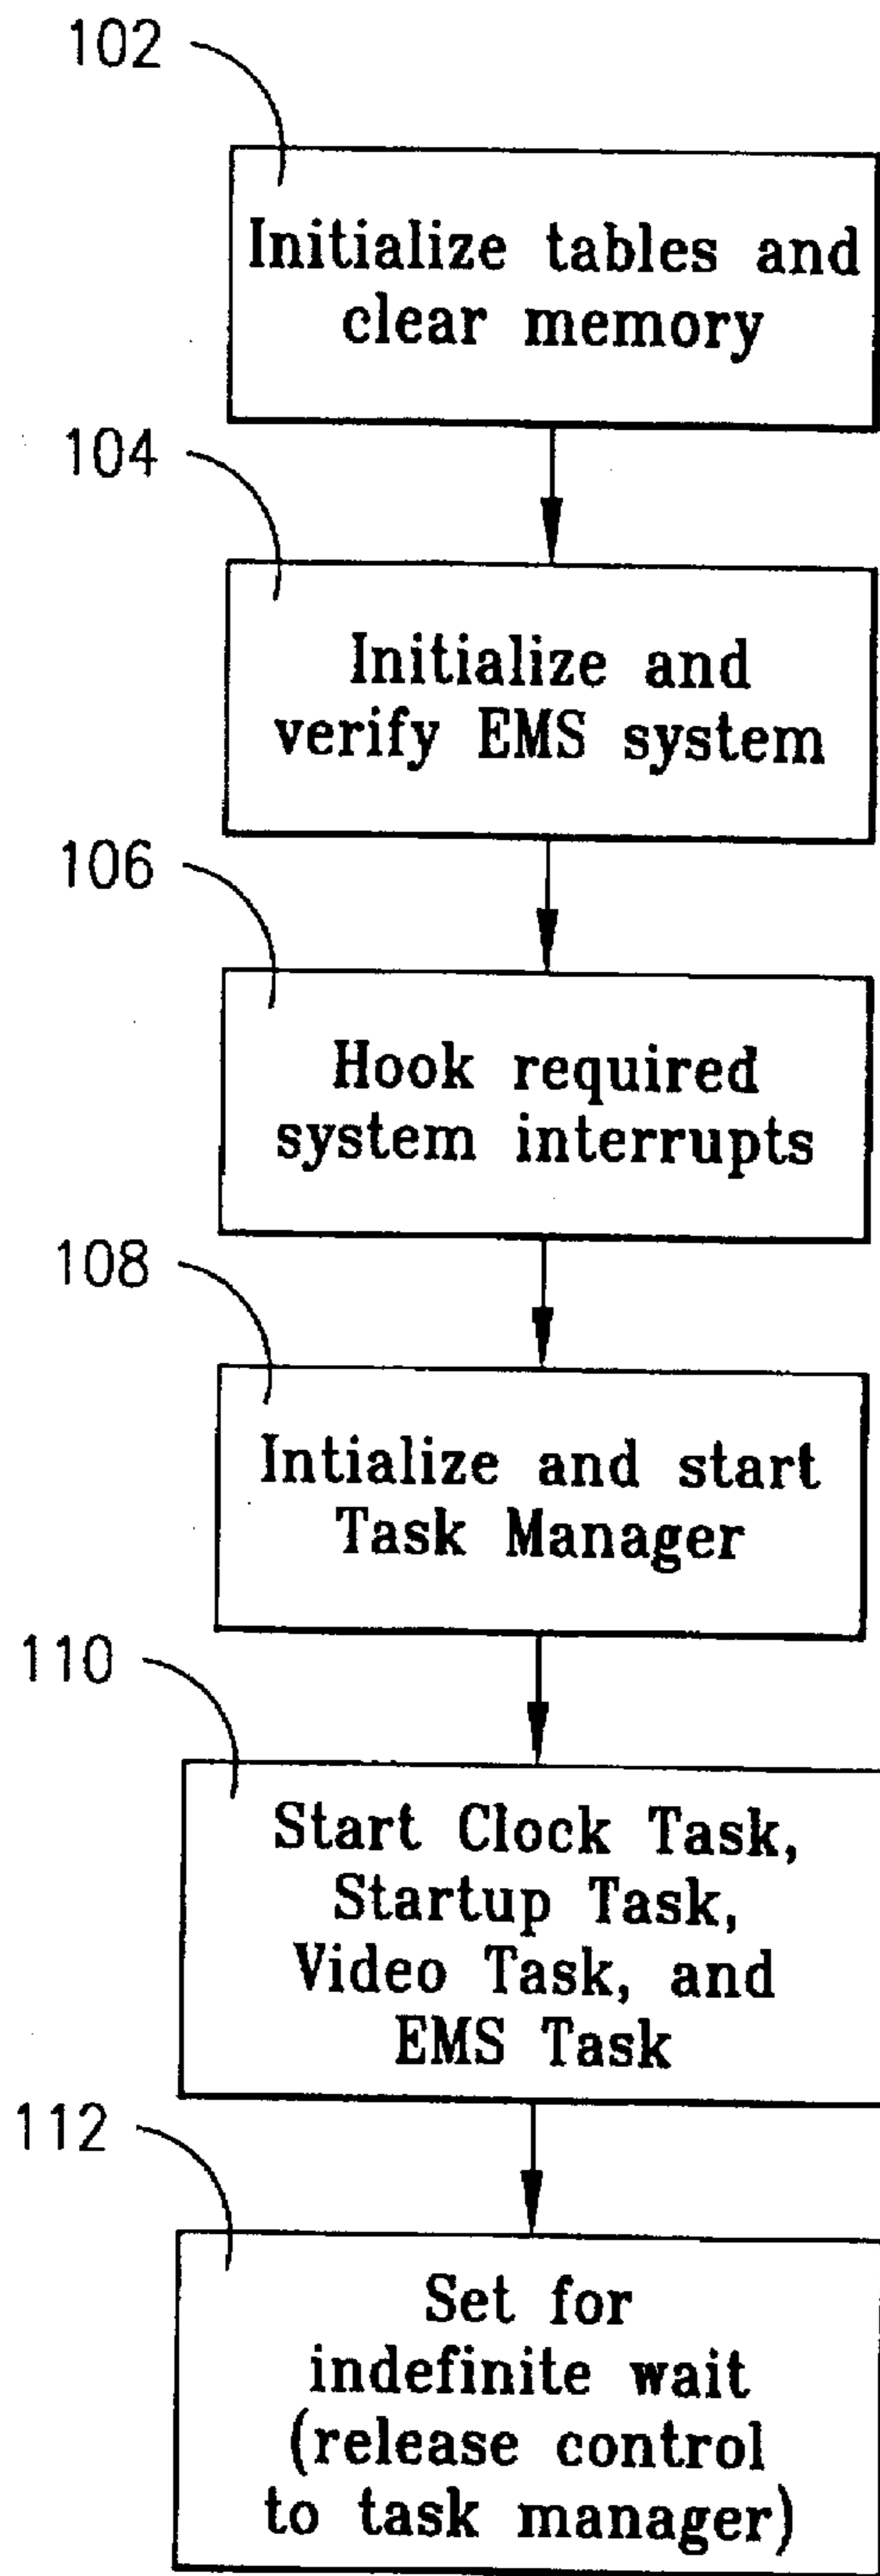 102
Initialize tables and
clear memory
104
Initialize and
verify EMS system
106
Hook required
system interrupts
108
Intialize and start
Task Manager
110
Start Clock Task,
Startup Task,
Video Task, and
EMS Task
112
Set for
indefinite wait
(release control
to task manager)